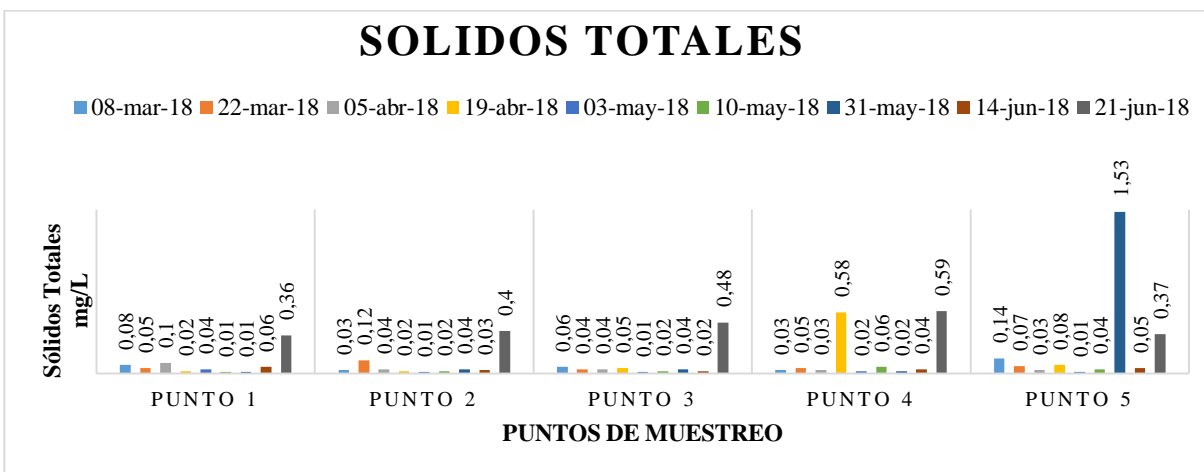 SOLIDOS TOTALES
08-mar-18 22-mar-18 05-abr-18 19-abr-18 03-may-18 10-may-18 31-may-18 14-jun-18 21-jun-18
Sólidos Totales
mg/L
0,08 0,05 0,1 0,02 0,04 0,01 0,01 0,06 0,36
0,03 0,12 0,04 0,02 0,01 0,02 0,04 0,03 0,4
0,06 0,04 0,04 0,05 0,01 0,02 0,04 0,02 0,48
0,03 0,05 0,03 0,58 0,02 0,06 0,02 0,04 0,59
0,14 0,07 0,03 0,08 0,01 0,04 1,53 0,05 0,37
PUNTO 1 PUNTO 2 PUNTO 3 PUNTO 4 PUNTO 5
PUNTOS DE MUESTREO